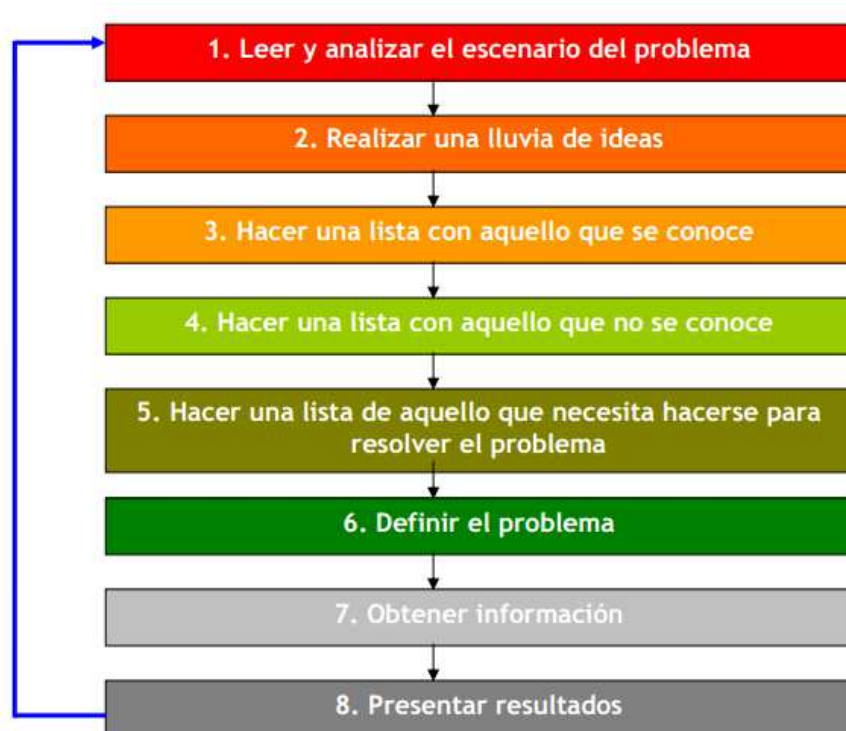 1. Leer y analizar el escenario del problema
2. Realizar una lluvia de ideas
3. Hacer una lista con aquello que se conoce
4. Hacer una lista con aquello que no se conoce
5. Hacer una lista de aquello que necesita hacerse para
resolver el problema
6. Definir el problema
7. Obtener información
8. Presentar resultados